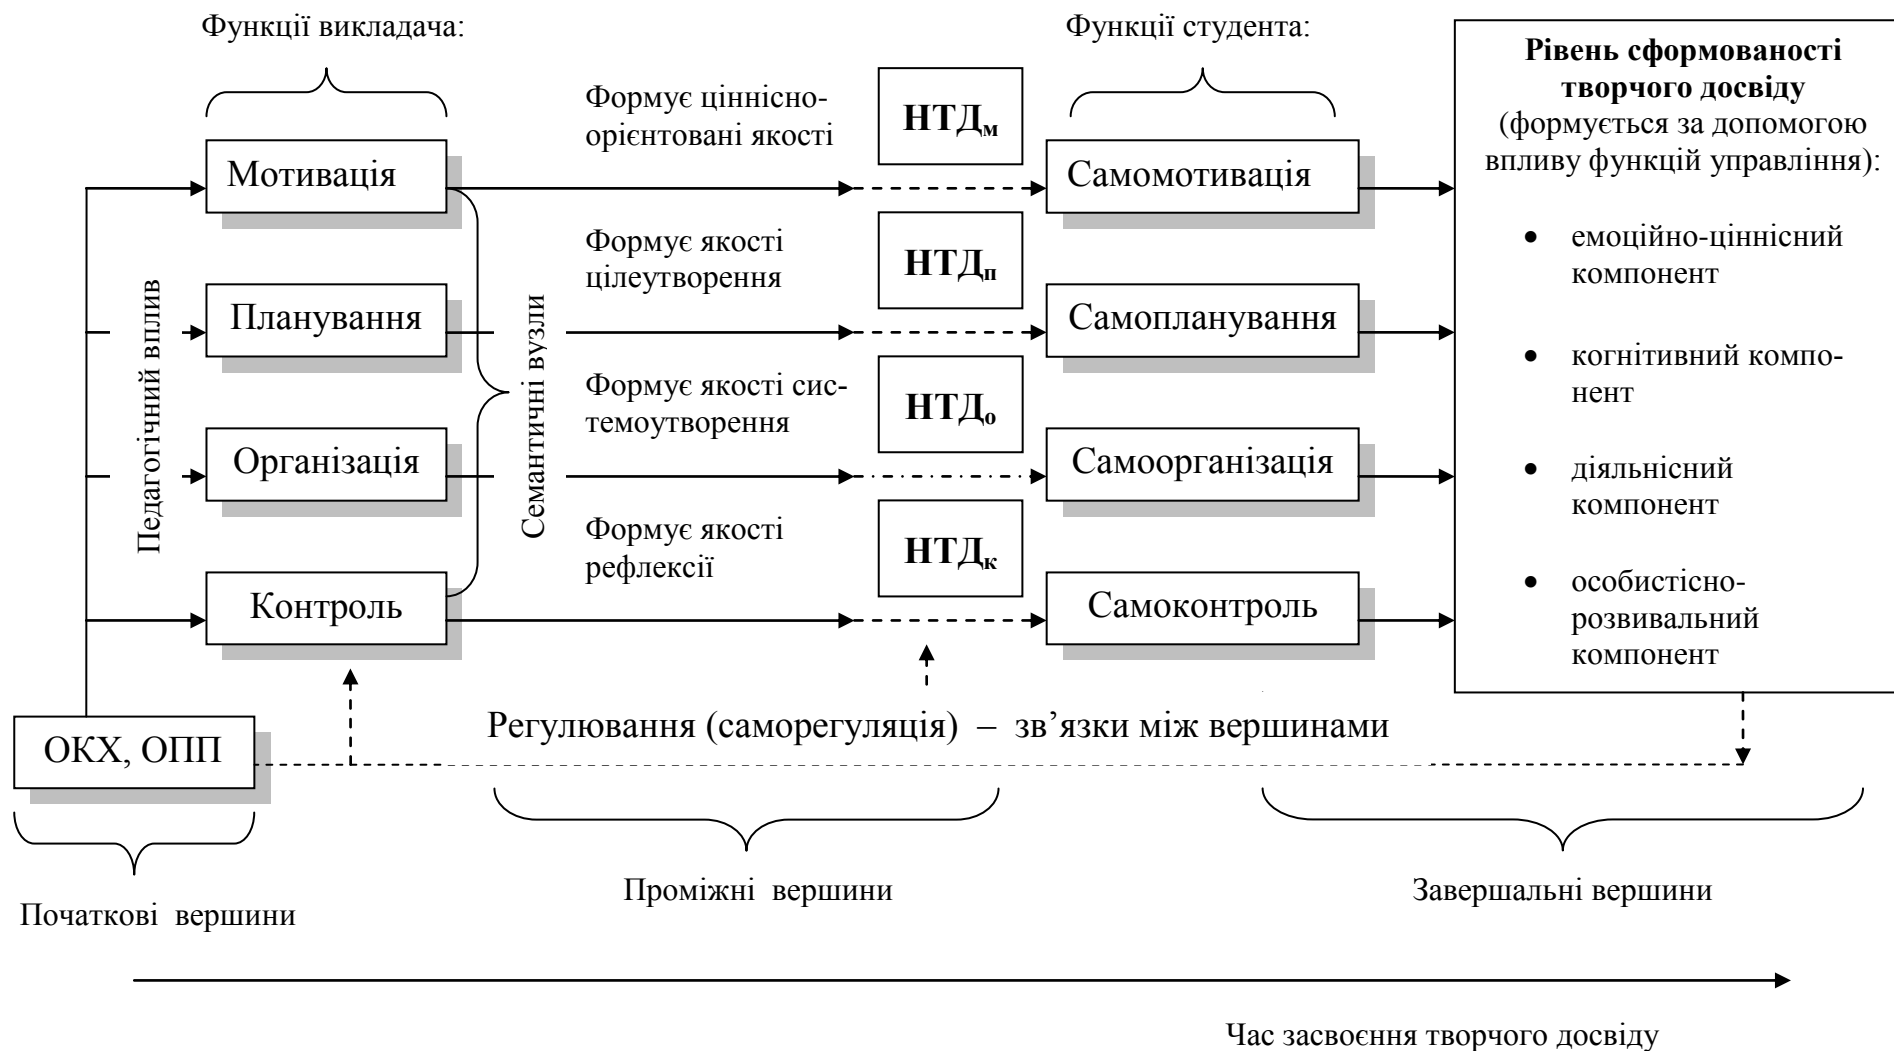 Функції викладача:
Функції студента:
Рівень сформованості
творчого досвіду
(формується за допомогою
впливу функцій управління):
• емоційно-ціннісний
компонент
• когнітивний компо-
нент
• діяльнісний
компонент
• особистісно-
розвивальний
компонент
Формує ціннісно-
орієнтовані якості
НТДм
Мотивація
Самомотивація
Формує якості
цілеутворення
НТДп
Планування
Самопланування
Педагогічний вплив
Семантичні вузли
Формує якості сис-
темоутворення
НТДо
Організація
Самоорганізація
Формує якості
рефлексії
НТДк
Контроль
Самоконтроль
ОКХ, ОПП
Регулювання (саморегуляція) – зв’язки між вершинами
Початкові вершини
Проміжні вершини
Завершальні вершини
Час засвоєння творчого досвіду